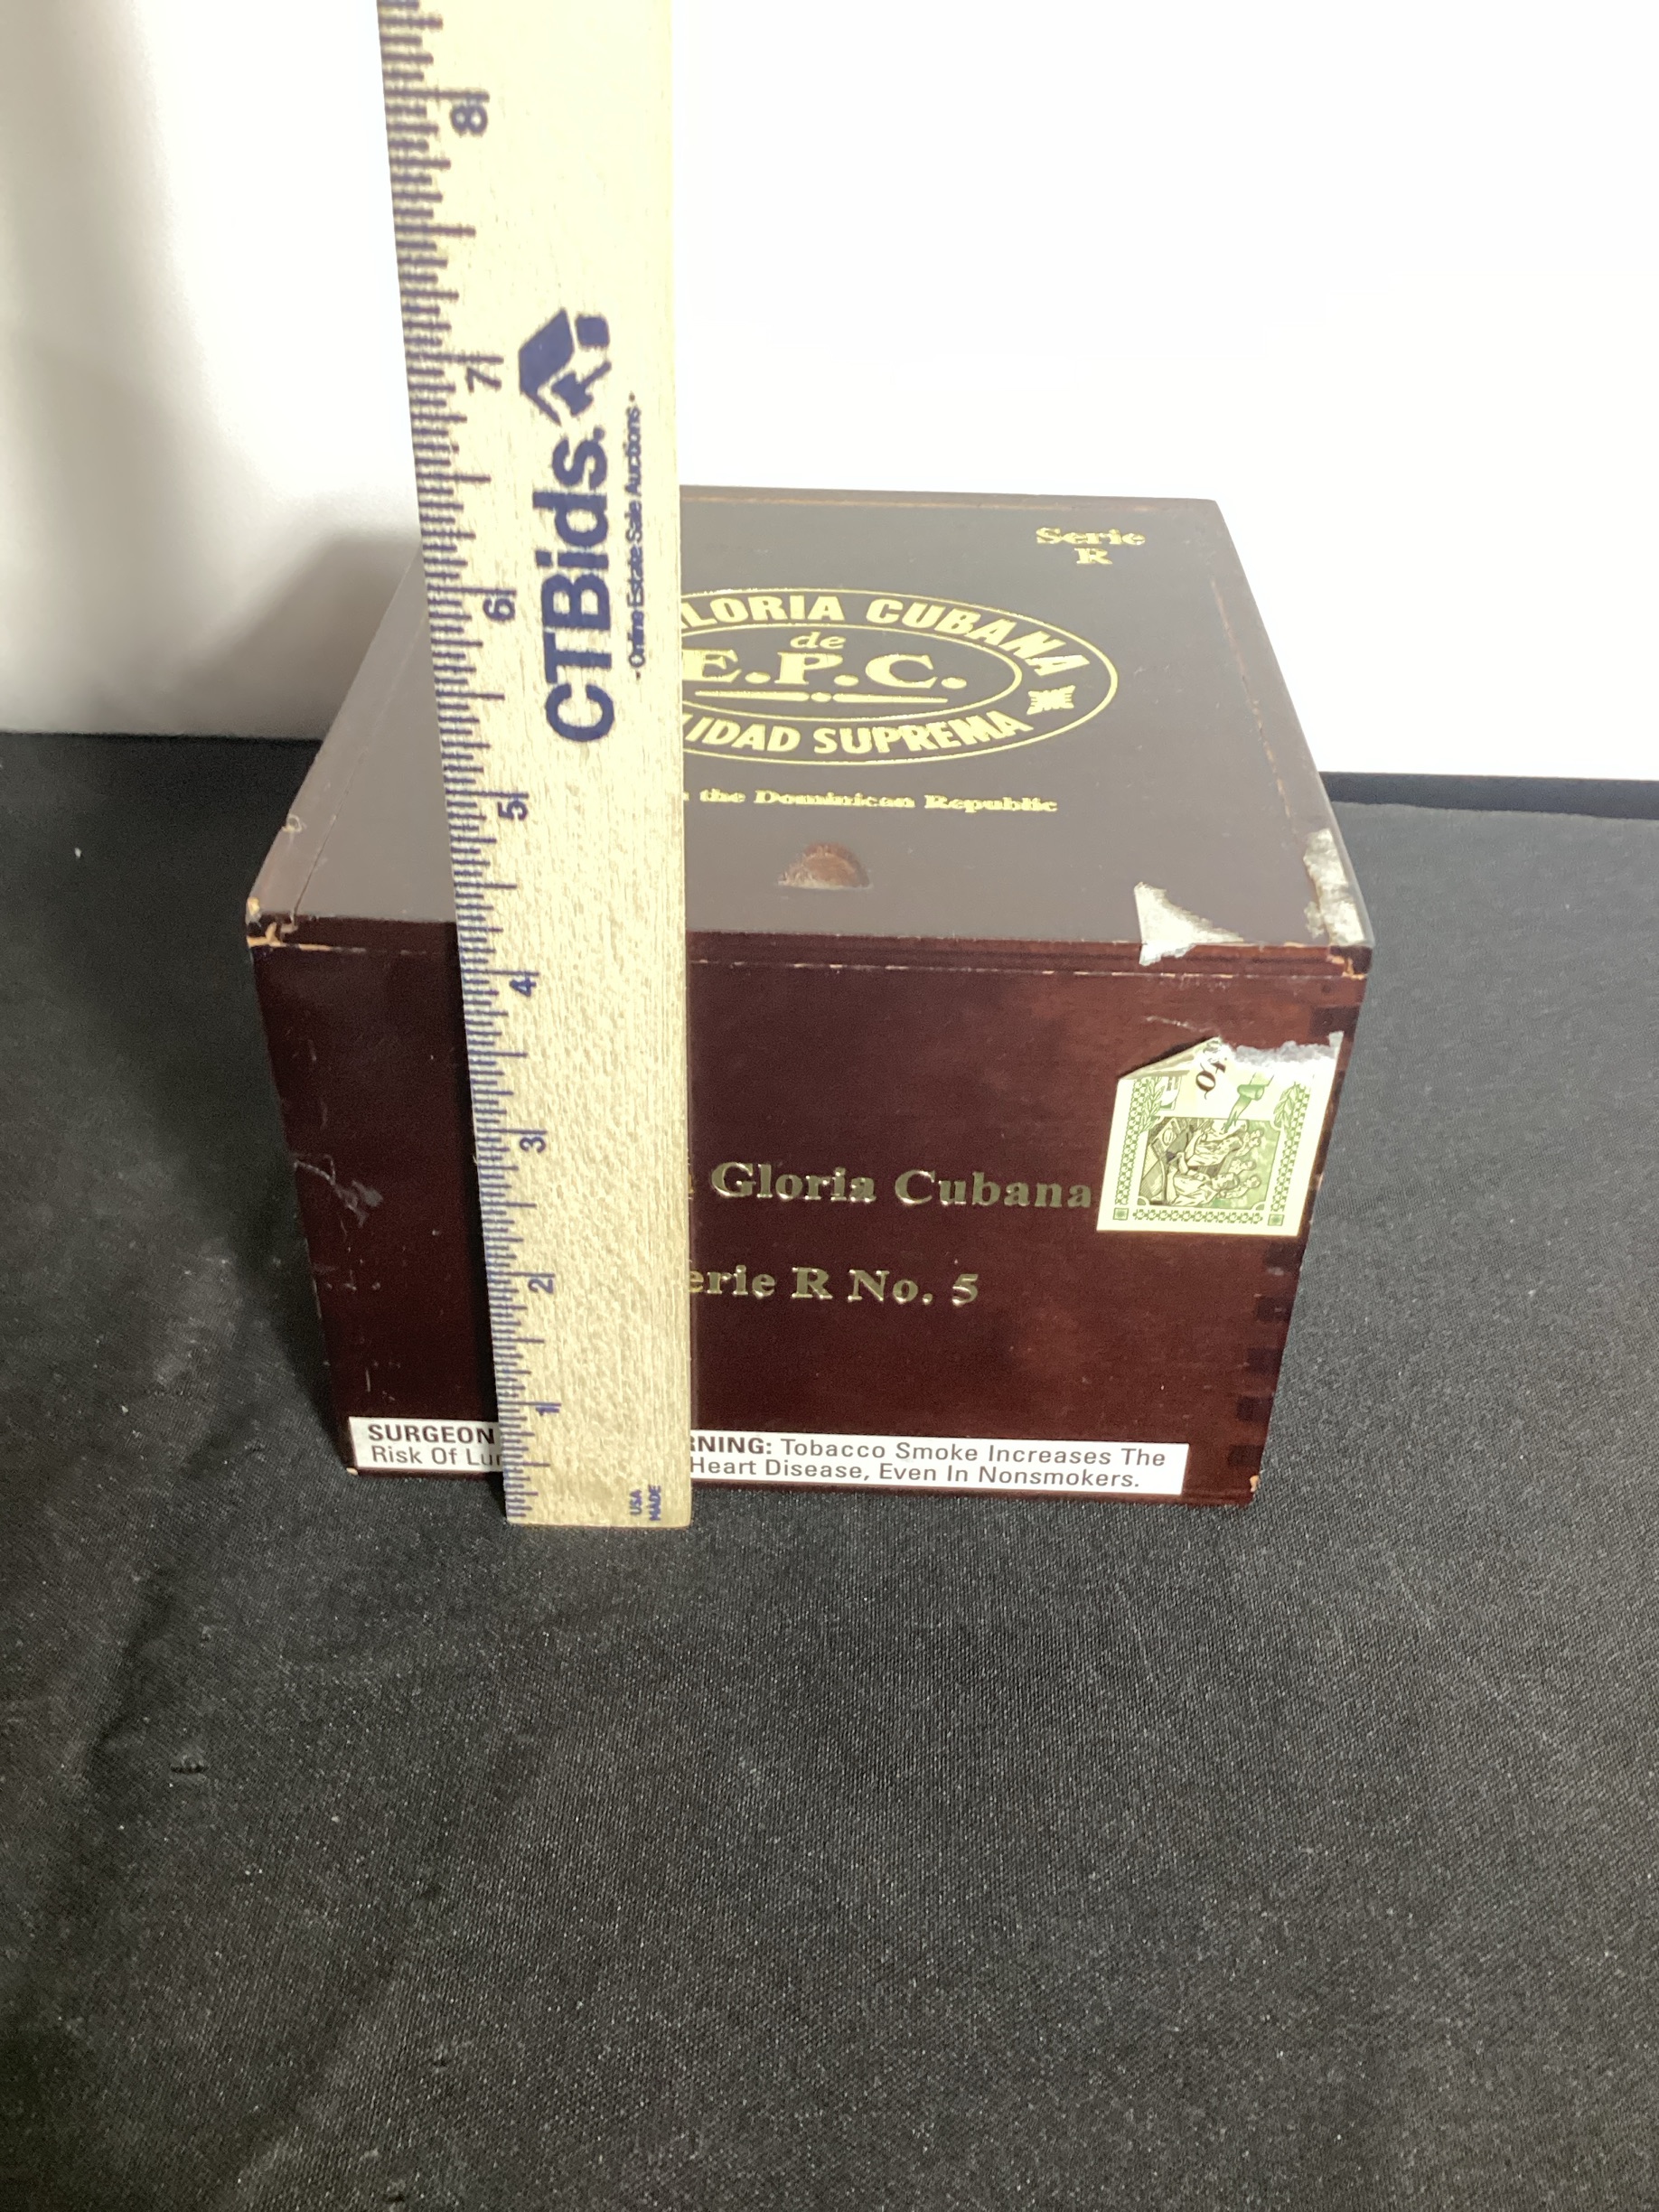 8
7
6
5
4
3
2
1
CTBids.
Online Estate Sale Auctions
USA
MADE
Serie
R
LORIA CUBANA
de
E.P.C.
LIDAD SUPREMA
the Dominican Republic
Gloria Cubana
erie R No. 5
SURGEON RNING: Tobacco Smoke Increases The
Risk Of Lun Heart Disease, Even In Nonsmokers.